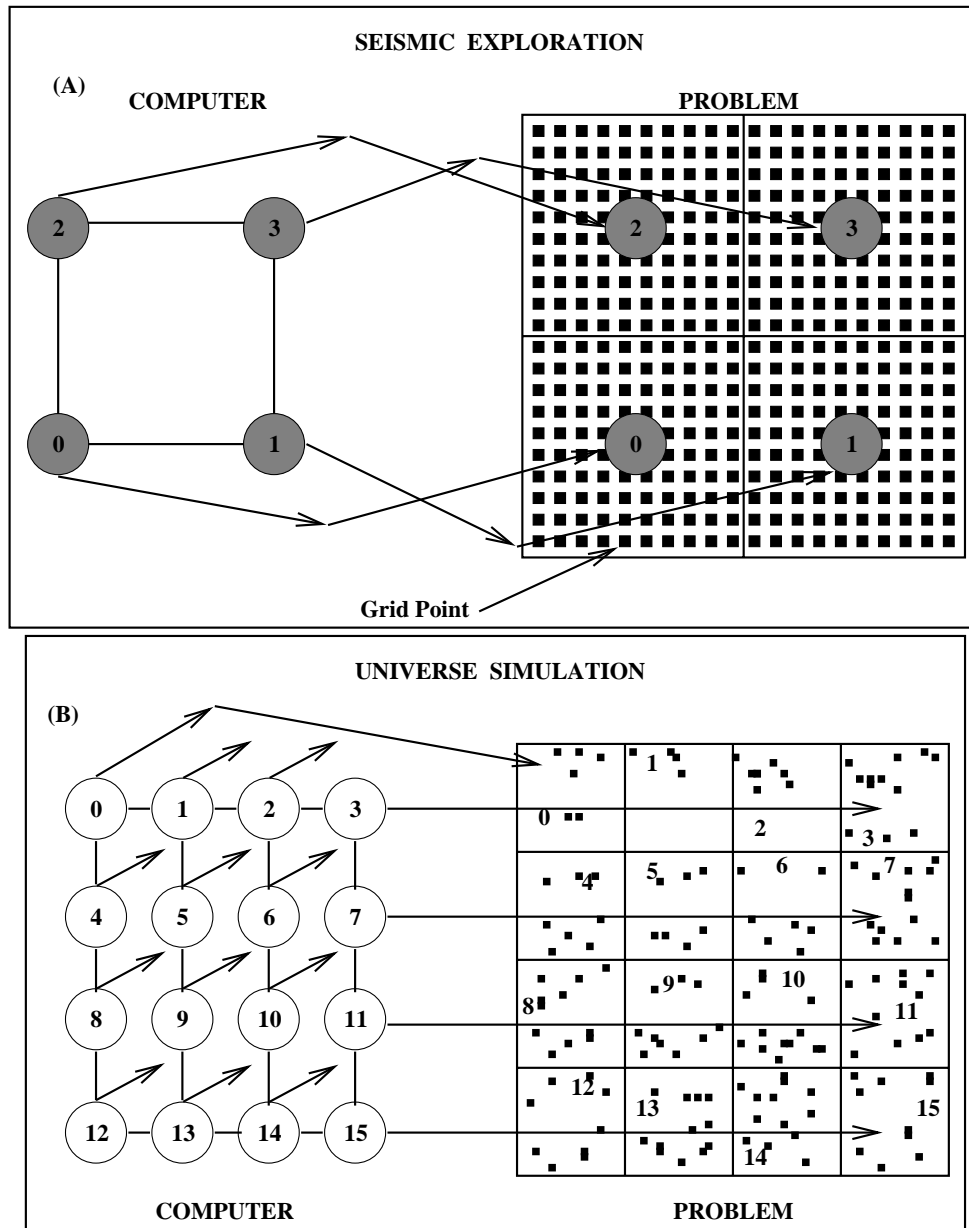 SEISMIC EXPLORATION
(A)
COMPUTER PROBLEM
2 3 2 3
0 1 0 1
Grid Point
UNIVERSE SIMULATION
(B)
0 1 2 3 0 1 2 3
4 5 6 7 4 5 6 7
8 9 10 11 8 9 10 11
12 13 14 15 12 13 14 15
COMPUTER PROBLEM